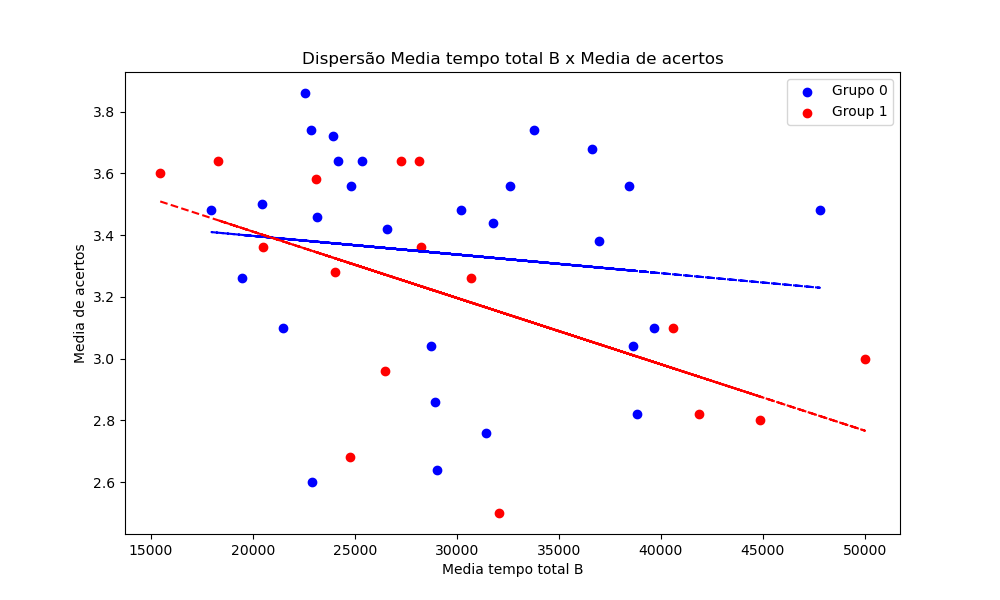 Dispersão Media tempo total B x Media de acertos
Grupo 0
Group 1
Media de acertos
3.8
3.6
3.4
3.2
3.0
2.8
2.6
15000 20000 25000 30000 35000 40000 45000 50000
Media tempo total B